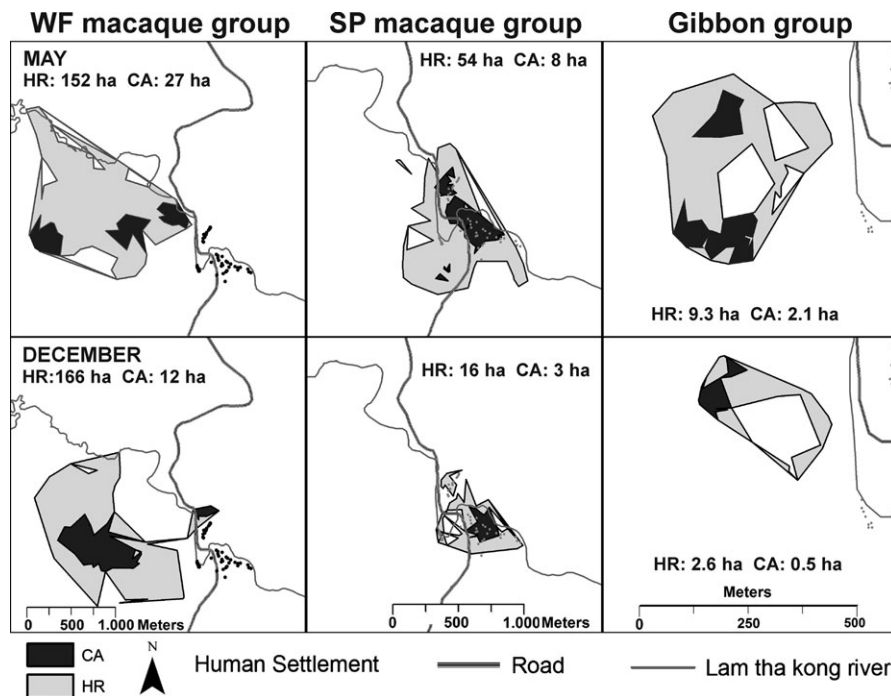 WF macaque group
SP macaque group
Gibbon group
MAY
HR: 152 ha CA: 27 ha
HR: 54 ha CA: 8 ha
HR: 9.3 ha CA: 2.1 ha
DECEMBER
HR:166 ha CA: 12 ha
HR: 16 ha CA: 3 ha
HR: 2.6 ha CA: 0.5 ha
0 500 1.000 Meters
0 500 1.000 Meters
Meters
0 250 500
CA
HR
N
Human Settlement
Road
Lam tha kong river